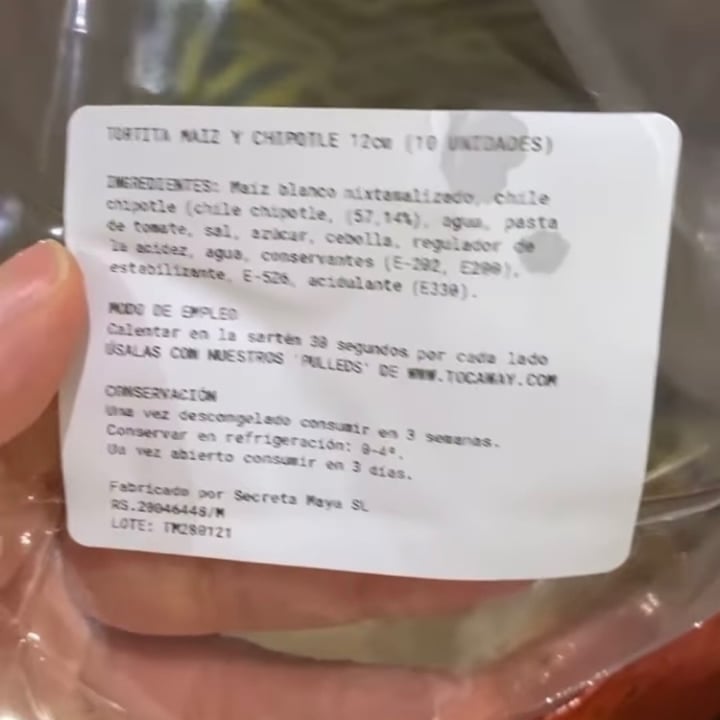 TORTITA MAIZ Y CHIPOTLE 12cm (10 UNIDADES)
INGREDIENTES: Maíz blanco nixtamalizado, chile
chipotle (chile chipotle, (57,14%), agua, pasta
de tomate, sal, azúcar, cebolla, regulador de
la acidez, agua, conservantes (E-202, E200),
estabilizante, E-526, acidulante (E330).
MODO DE EMPLEO
Calentar en la sartén 30 segundos por cada lado
ÚSALAS CON NUESTROS 'PULLEDS' DE WWW.TOCAMAY.COM
CONSERVACIÓN
Una vez descongelado consumir en 3 semanas.
Conservar en refrigeración: 0-4º.
Ua vez abierto consumir en 3 días.
Fabricado por Secreta Maya SL
RS.20046448/M
LOTE: TM280121